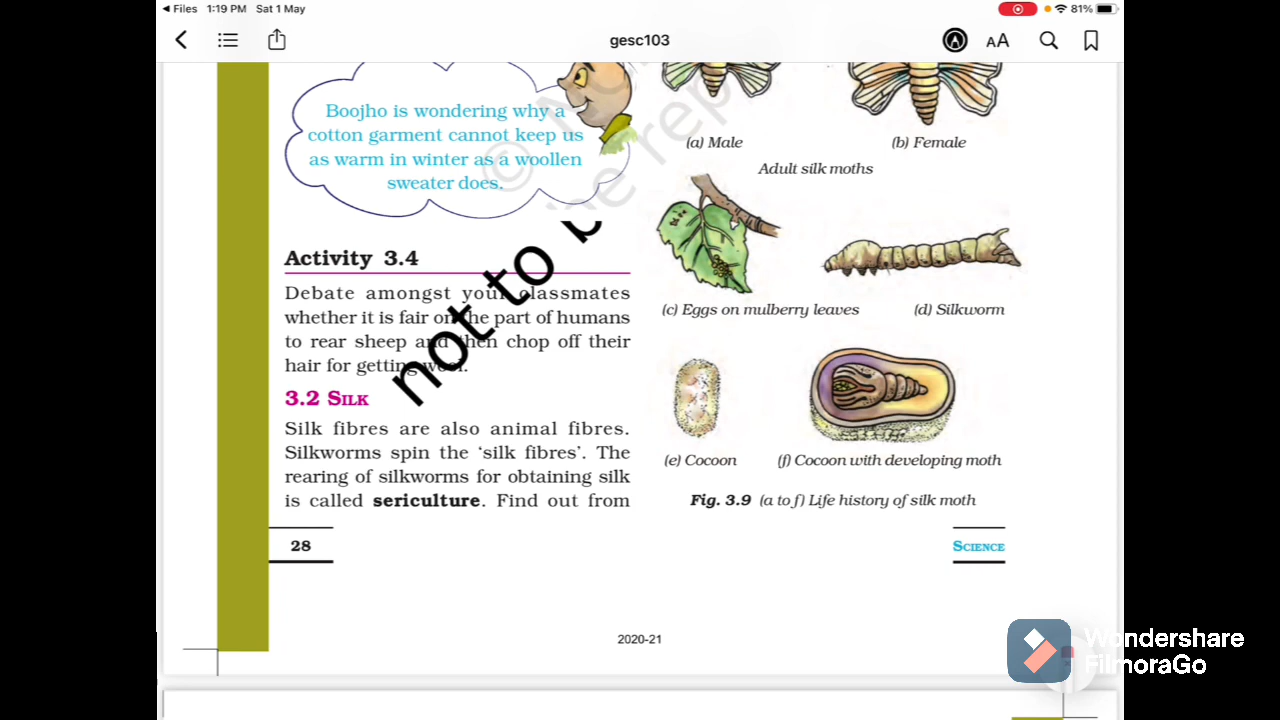 Files 1:19 PM Sat 1 May 81%
gesc103
AA
Boojho is wondering why a
cotton garment cannot keep us
as warm in winter as a woollen
sweater does.
Activity 3.4
Debate amongst your classmates
whether it is fair on the part of humans
to rear sheep and then chop off their
hair for getting wool.
3.2 SILK
Silk fibres are also animal fibres.
Silkworms spin the ‘silk fibres’. The
rearing of silkworms for obtaining silk
is called sericulture. Find out from
28
(a) Male
(b) Female
Adult silk moths
(c) Eggs on mulberry leaves
(d) Silkworm
(e) Cocoon
(f) Cocoon with developing moth
Fig. 3.9 (a to f) Life history of silk moth
SCIENCE
2020-21
not to b
©
be rep
Wondershare
FilmoraGo